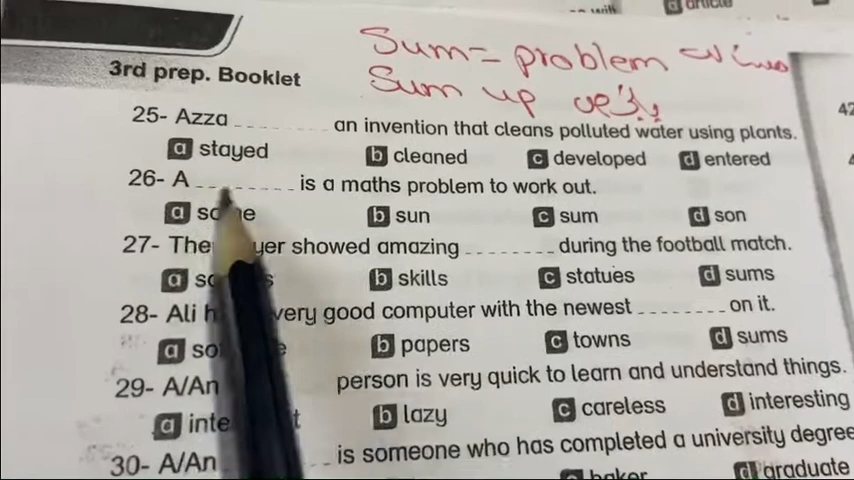 article
3rd prep. Booklet
Sum = problem مسألة
Sum up يلخص
25- Azza _ _ _ _ _ _ _ an invention that cleans polluted water using plants.
a stayed b cleaned c developed d entered
26- A _ _ _ _ _ _ _ is a maths problem to work out.
a b sun c sum d son
27- The showed amazing _ _ _ _ _ _ _ during the football match.
a b skills c statues d sums
28- Ali very good computer with the newest _ _ _ _ _ _ _ on it.
a b papers c towns d sums
29- A/An person is very quick to learn and understand things.
a b lazy c careless d interesting
30- A/An _ _ is someone who has completed a university degree
baker d graduate
42